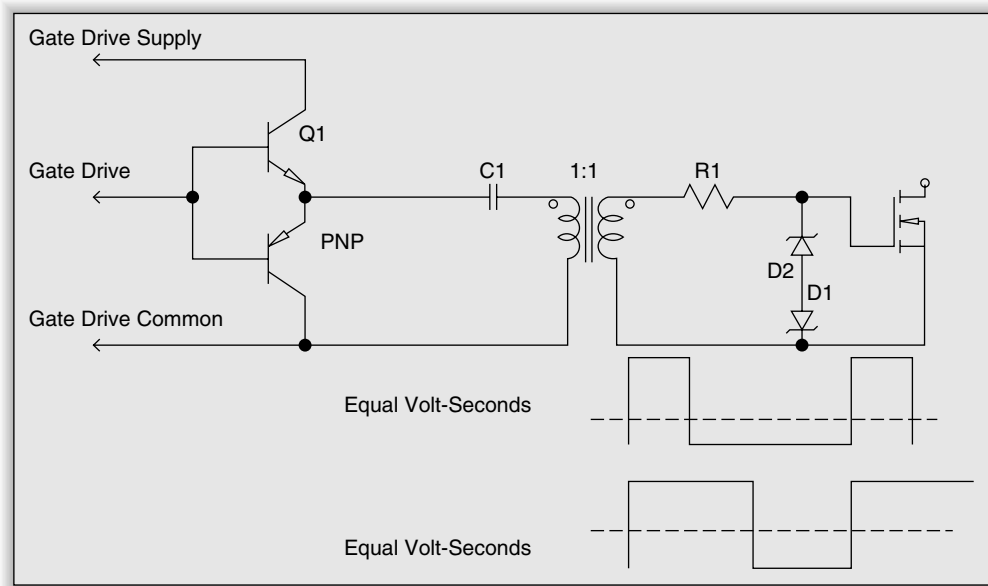 Gate Drive Supply
Q1
Gate Drive
C1
1:1
R1
PNP
D2
D1
Gate Drive Common
Equal Volt-Seconds
Equal Volt-Seconds